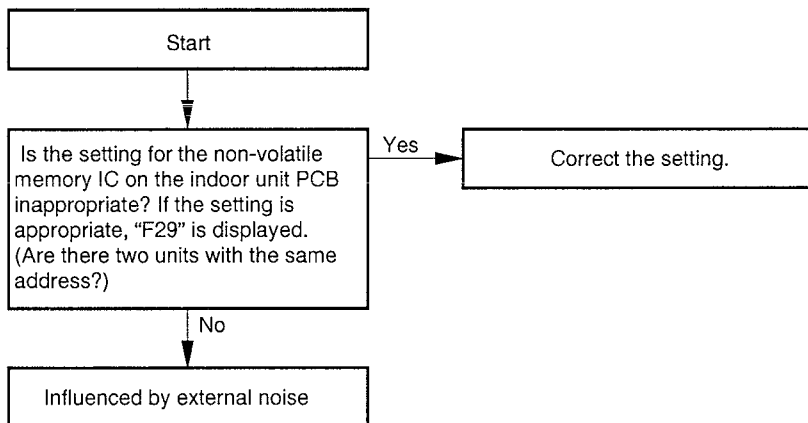 Start
Is the setting for the non-volatile
memory IC on the indoor unit PCB
inappropriate? If the setting is
appropriate, “F29” is displayed.
(Are there two units with the same
address?)
Yes
Correct the setting.
No
Influenced by external noise